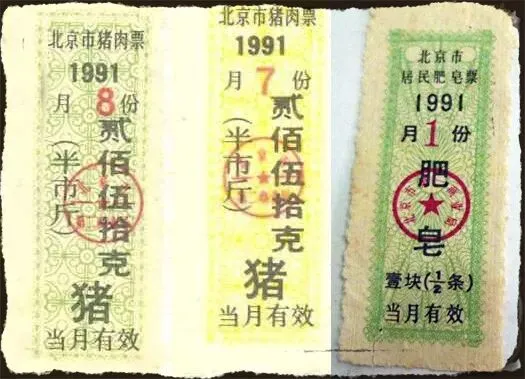 北京市猪肉票
1991
月8份
贰佰伍拾克
(半市斤)
猪
当月有效
北京市猪肉票
1991
月7份
贰佰伍拾克
(半市斤)
猪
当月有效
北京市
居民肥皂票
1991
月1份
肥皂
壹块(½条)
当月有效